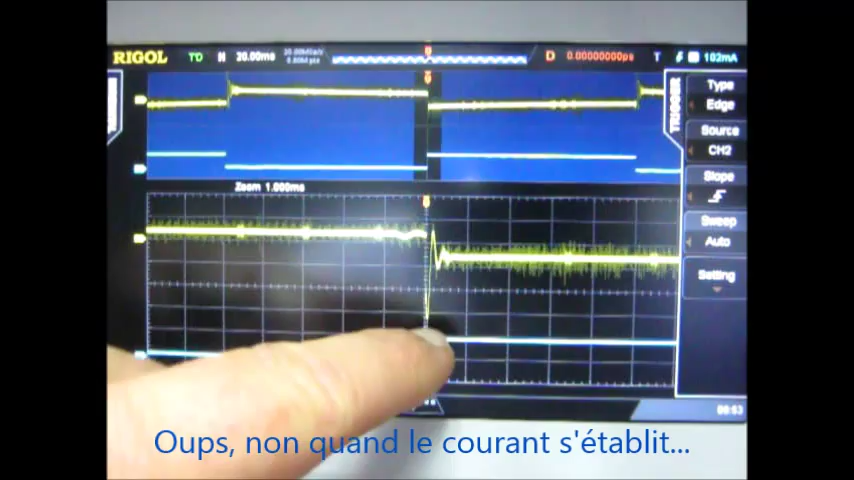 RIGOL T'D N 20.00ms D 0.00000000ps T 102mA
Type
Edge
TRIGGER
Source
CH2
Slope
Zoom 1.000ms
Sweep
Auto
Setting
Oups, non quand le courant s'établit...